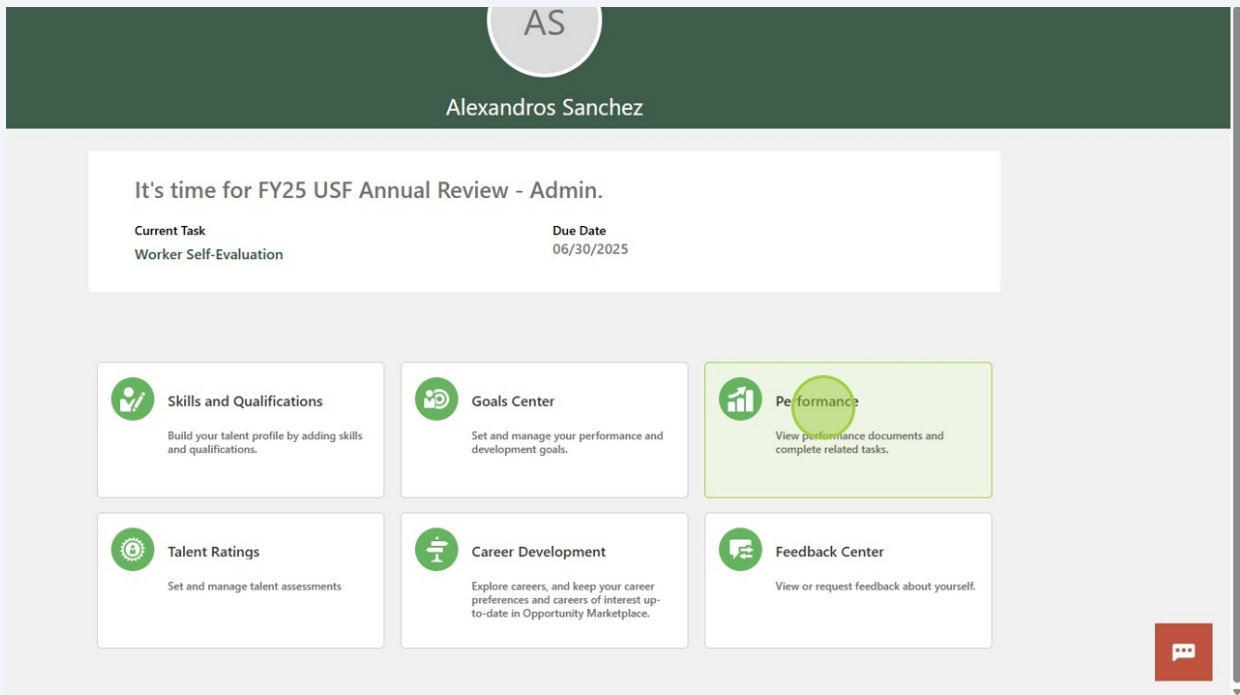 AS
Alexandros Sanchez
It's time for FY25 USF Annual Review - Admin.
Current Task
Due Date
Worker Self-Evaluation
06/30/2025
Skills and Qualifications
Build your talent profile by adding skills
and qualifications.
Goals Center
Set and manage your performance and
development goals.
Performance
View performance documents and
complete related tasks.
Talent Ratings
Set and manage talent assessments
Career Development
Explore careers, and keep your career
preferences and careers of interest up-
to-date in Opportunity Marketplace.
Feedback Center
View or request feedback about yourself.